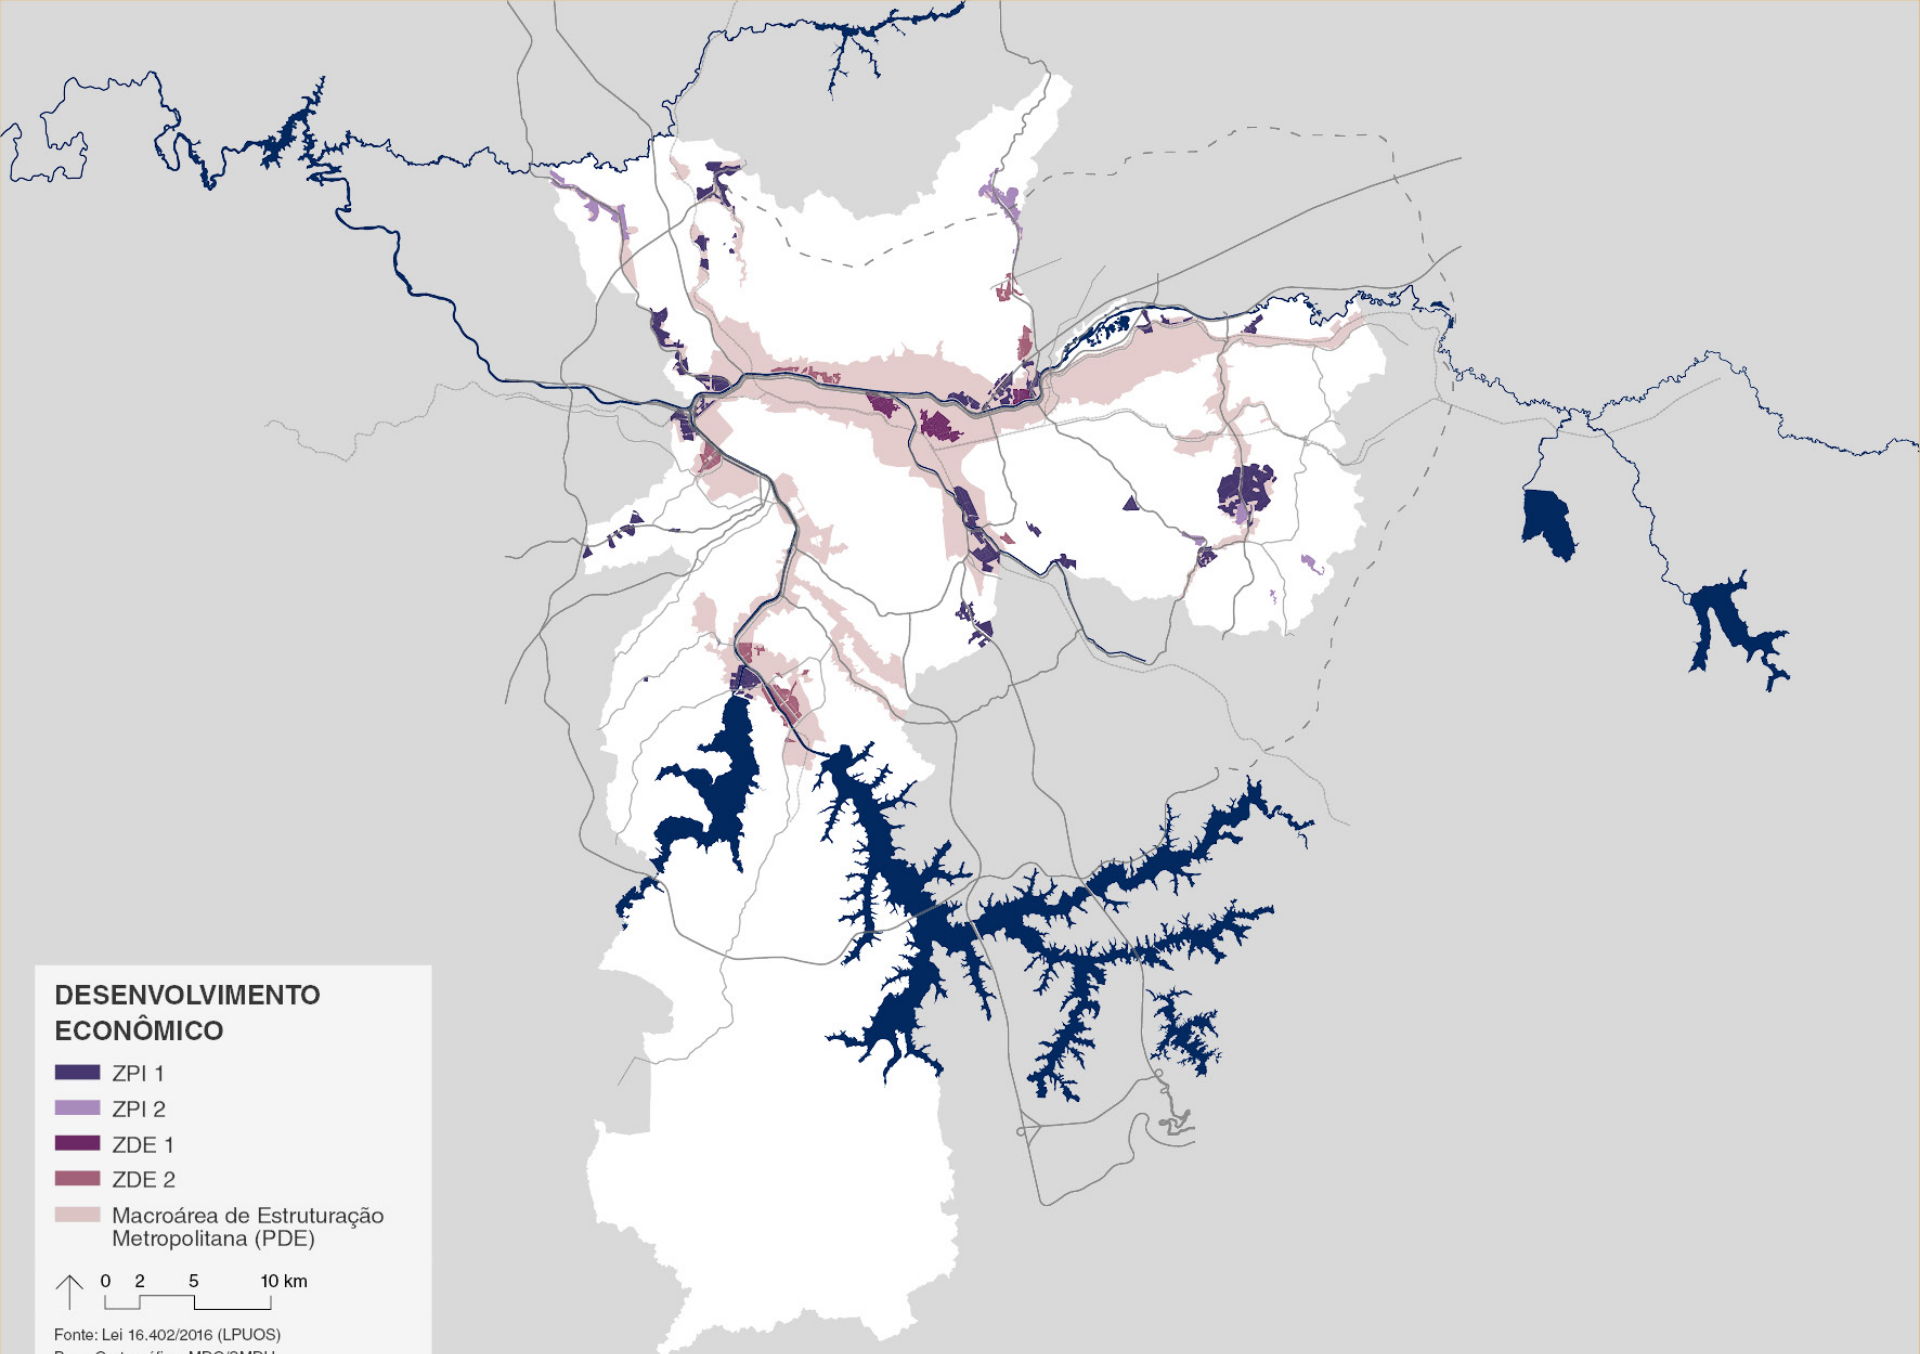 DESENVOLVIMENTO
ECONÔMICO
ZPI 1
ZPI 2
ZDE 1
ZDE 2
Macroárea de Estruturação
Metropolitana (PDE)
0 2 5 10 km
Fonte: Lei 16.402/2016 (LPUOS)